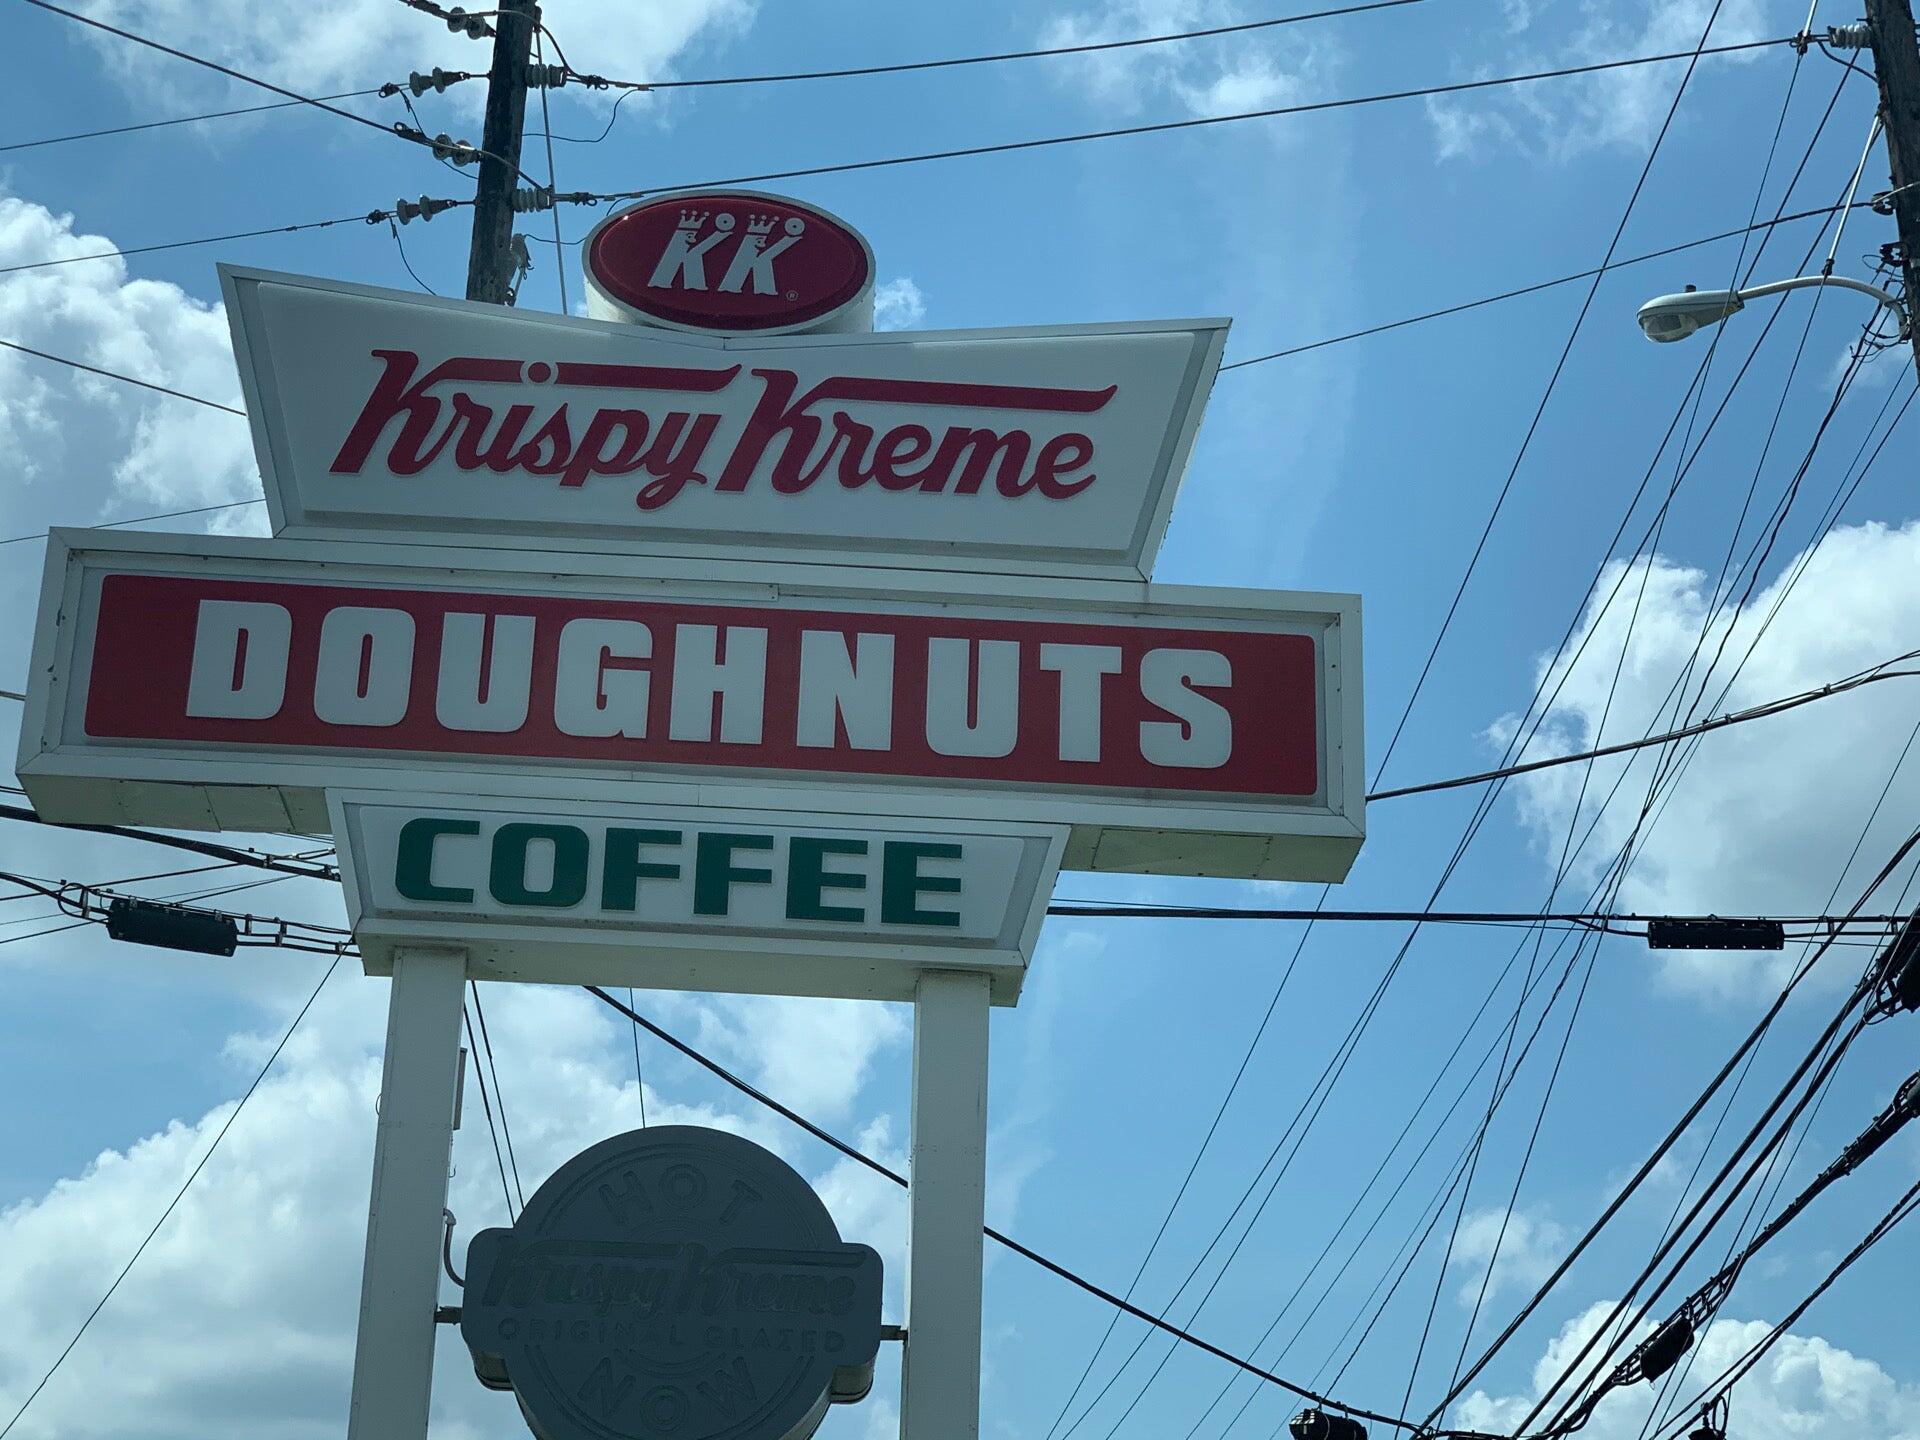 KK
®
Krispy Kreme
DOUGHNUTS
COFFEE
HOT
Krispy Kreme
ORIGINAL GLAZED
NOW